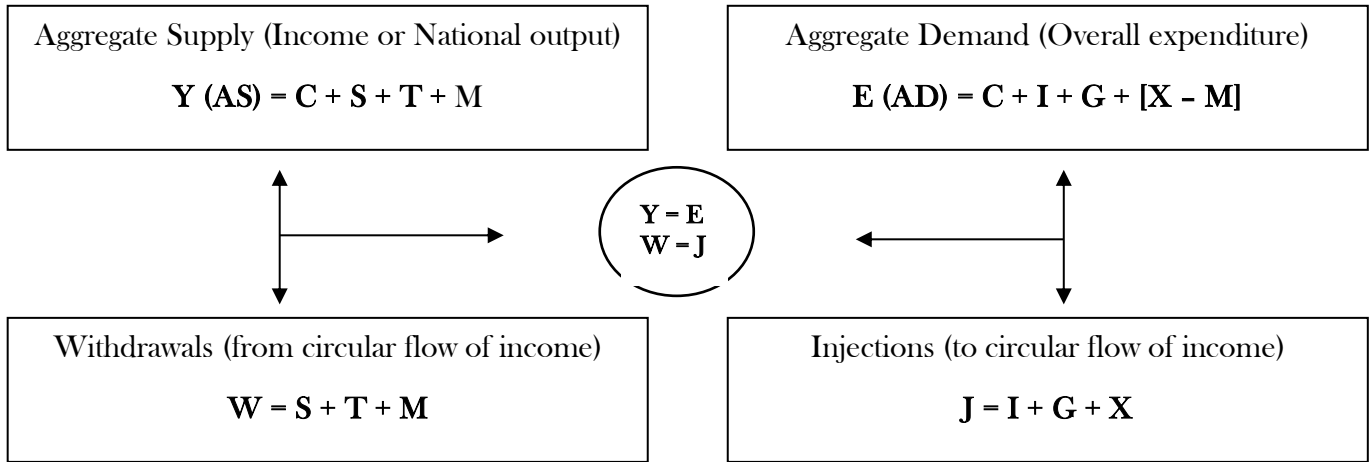 Aggregate Supply (Income or National output)
Y (AS) = C + S + T + M
Aggregate Demand (Overall expenditure)
E (AD) = C + I + G + [X – M]
Y = E
W = J
Withdrawals (from circular flow of income)
W = S + T + M
Injections (to circular flow of income)
J = I + G + X